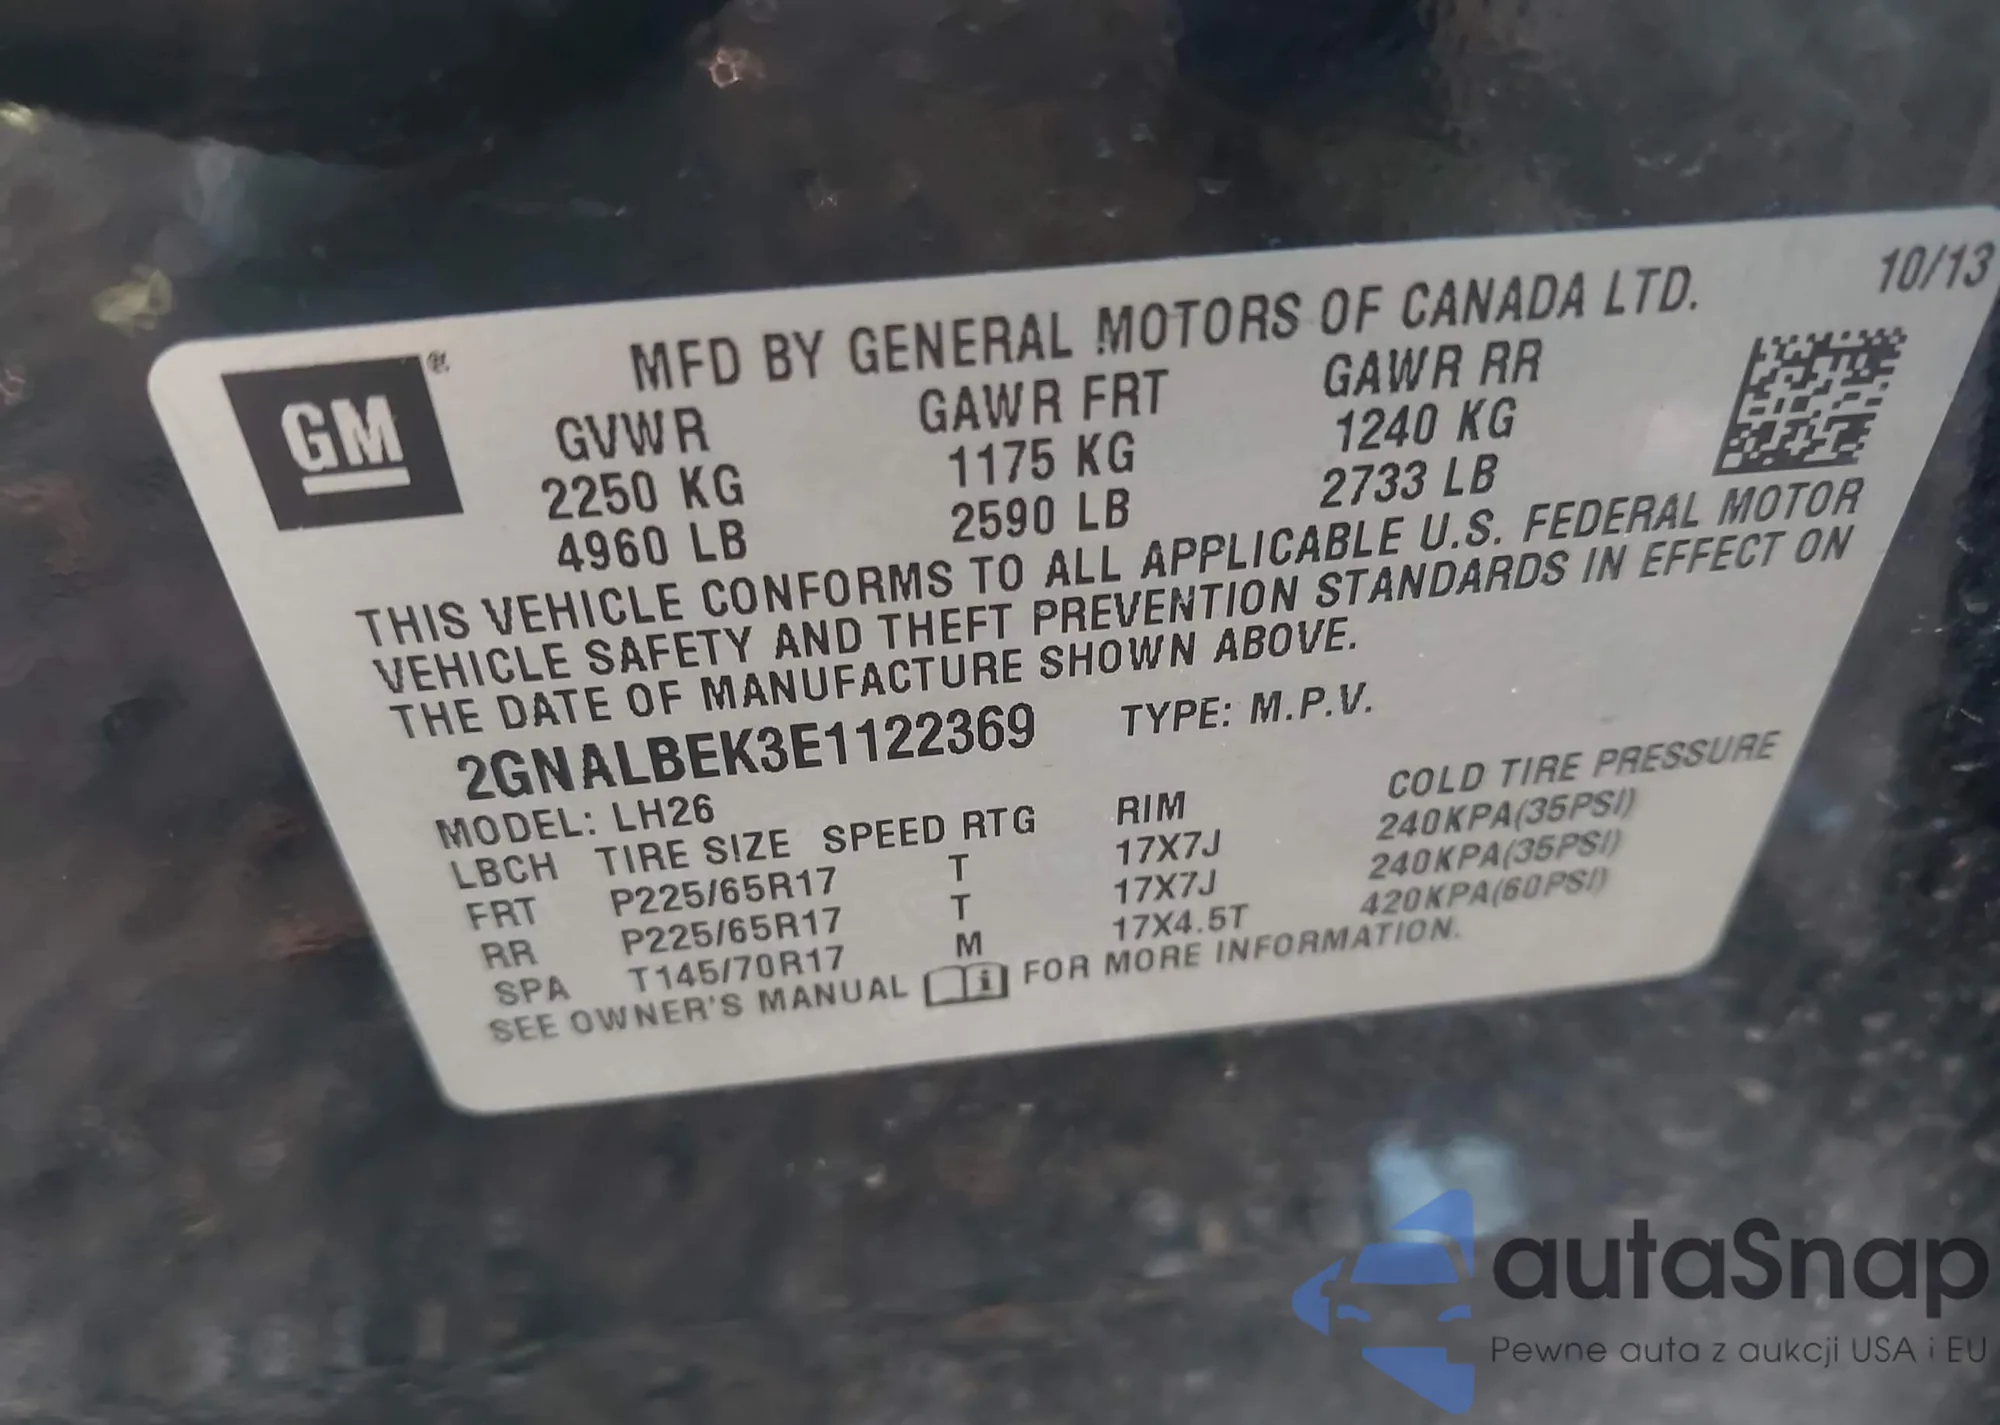 10/13
MFD BY GENERAL MOTORS OF CANADA LTD.
GM®
GVWR GAWR FRT GAWR RR
2250 KG 1175 KG 1240 KG
4960 LB 2590 LB 2733 LB
THIS VEHICLE CONFORMS TO ALL APPLICABLE U.S. FEDERAL MOTOR
VEHICLE SAFETY AND THEFT PREVENTION STANDARDS IN EFFECT ON
THE DATE OF MANUFACTURE SHOWN ABOVE.
2GNALBEK3E1122369 TYPE: M.P.V.
MODEL: LH26
LBCH TIRE SIZE SPEED RTG RIM COLD TIRE PRESSURE
FRT P225/65R17 T 17X7J 240KPA(35PSI)
RR P225/65R17 T 17X7J 240KPA(35PSI)
SPA T145/70R17 M 17X4.5T 420KPA(60PSI)
SEE OWNER'S MANUAL i FOR MORE INFORMATION.
autaSnap
Pewne auta z aukcji USA i EU